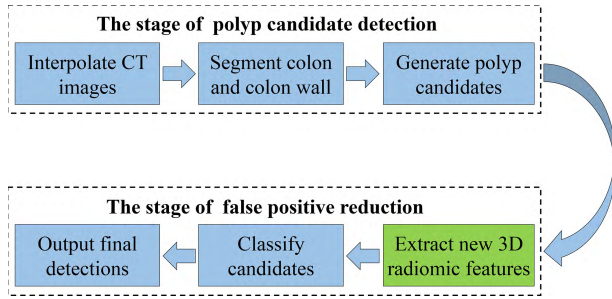 The stage of polyp candidate detection
Interpolate CT
images
Segment colon
and colon wall
Generate polyp
candidates
The stage of false positive reduction
Output final
detections
Classify
candidates
Extract new 3D
radiomic features